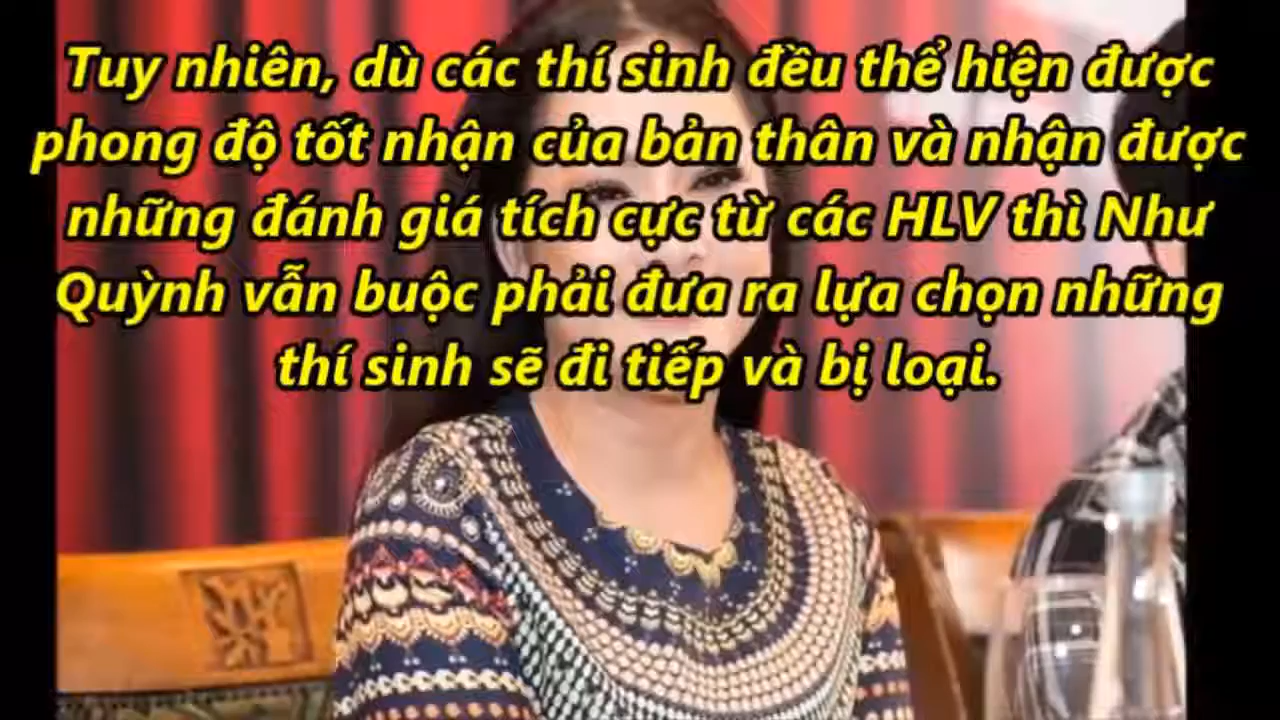 Tuy nhiên, dù các thí sinh đều thể hiện được
phong độ tốt nhận của bản thân và nhận được
những đánh giá tích cực từ các HLV thì Như
Quỳnh vẫn buộc phải đưa ra lựa chọn những
thí sinh sẽ đi tiếp và bị loại.